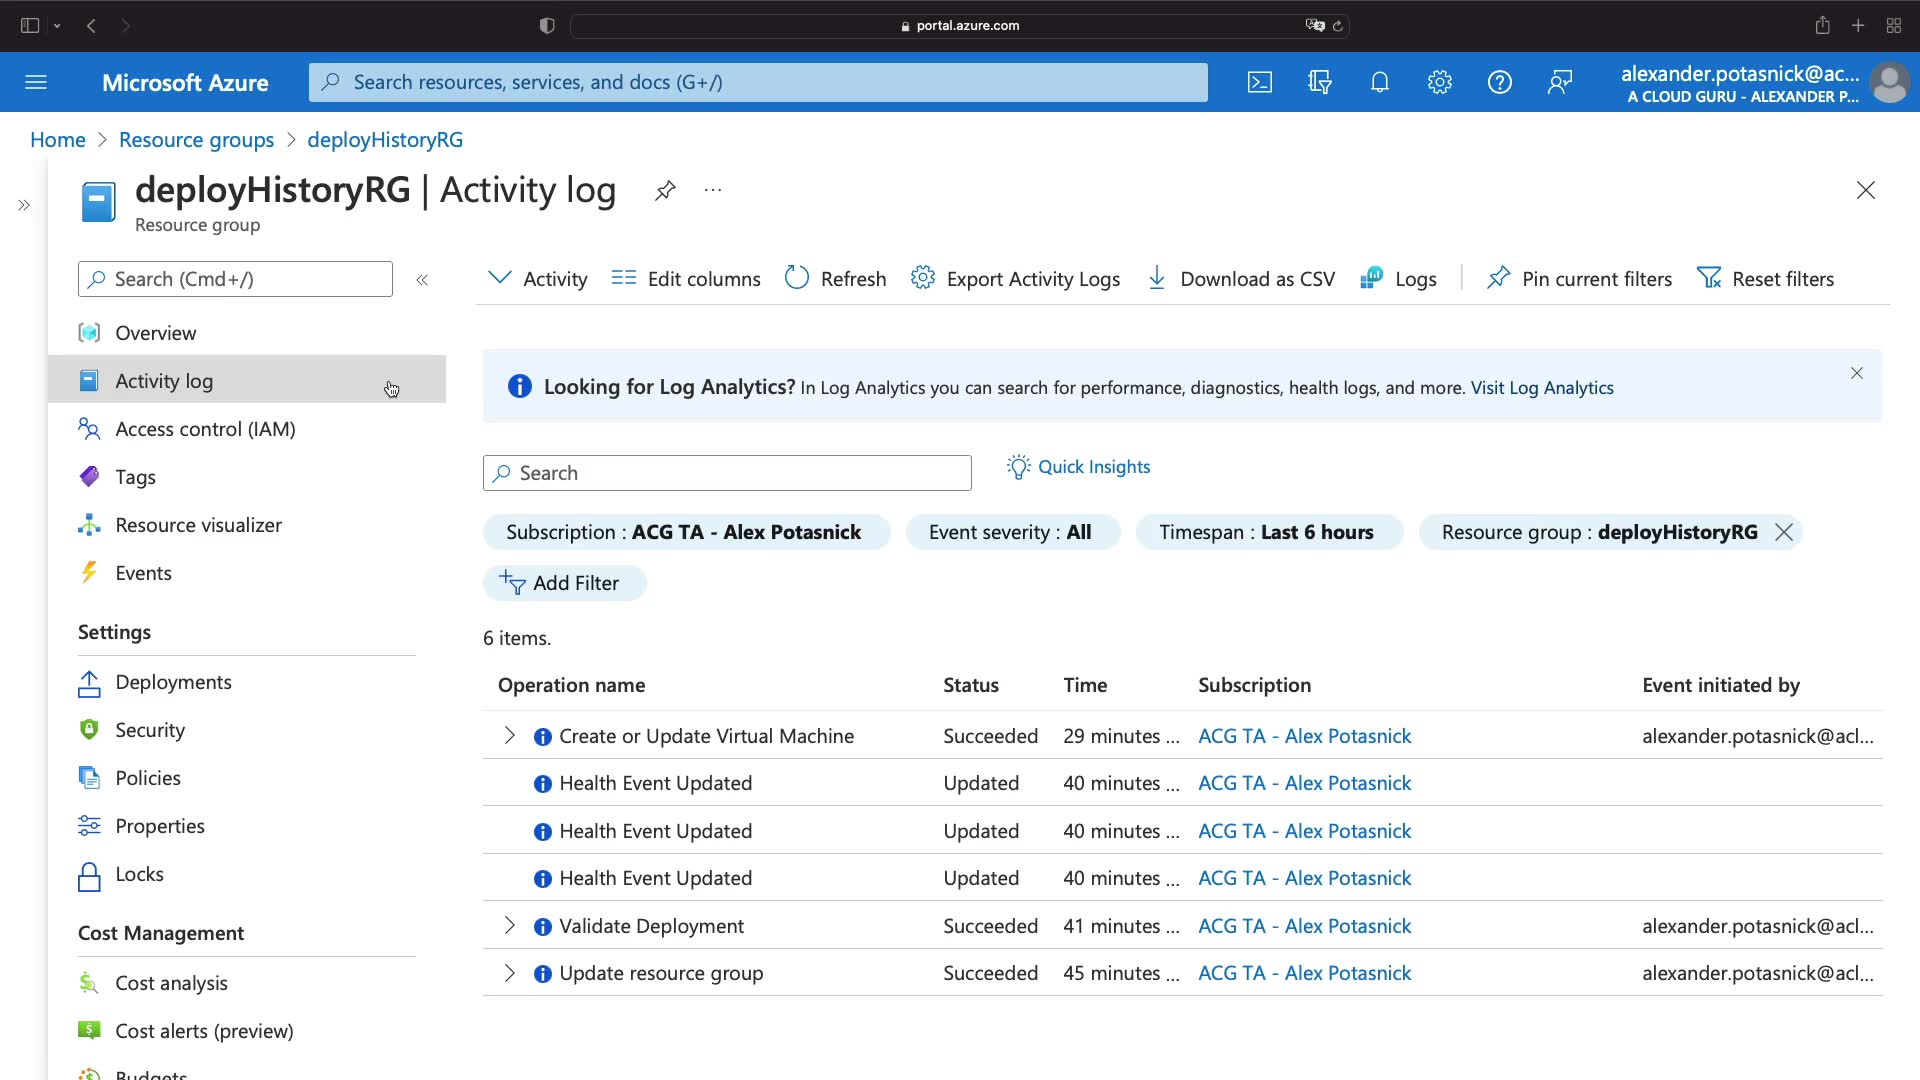 portal.azure.com
Microsoft Azure
Search resources, services, and docs (G+/)
alexander.potasnick@ac...
A CLOUD GURU - ALEXANDER P...
Home > Resource groups > deployHistoryRG
deployHistoryRG | Activity log
Resource group
Search (Cmd+/)
Activity Edit columns Refresh Export Activity Logs Download as CSV Logs Pin current filters Reset filters
Overview
Activity log
Access control (IAM)
Tags
Resource visualizer
Events
Settings
Deployments
Security
Policies
Properties
Locks
Cost Management
Cost analysis
Cost alerts (preview)
Budgets
Looking for Log Analytics? In Log Analytics you can search for performance, diagnostics, health logs, and more. Visit Log Analytics
Search
Quick Insights
Subscription : ACG TA - Alex Potasnick
Event severity : All
Timespan : Last 6 hours
Resource group : deployHistoryRG
Add Filter
6 items.
Operation name Status Time Subscription Event initiated by
Create or Update Virtual Machine Succeeded 29 minutes ... ACG TA - Alex Potasnick alexander.potasnick@acl...
Health Event Updated Updated 40 minutes ... ACG TA - Alex Potasnick
Health Event Updated Updated 40 minutes ... ACG TA - Alex Potasnick
Health Event Updated Updated 40 minutes ... ACG TA - Alex Potasnick
Validate Deployment Succeeded 41 minutes ... ACG TA - Alex Potasnick alexander.potasnick@acl...
Update resource group Succeeded 45 minutes ... ACG TA - Alex Potasnick alexander.potasnick@acl...